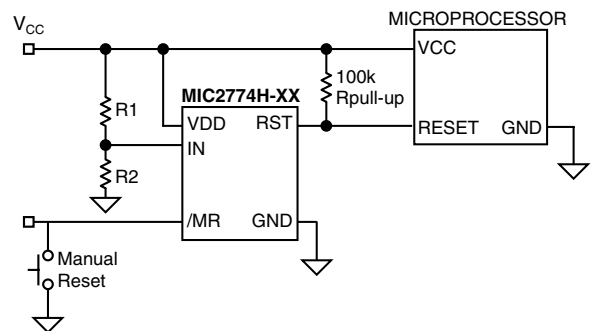 MICROPROCESSOR
VCC
VCC
100k
Rpull-up
MIC2774H-XX
R1
VDD
RST
IN
RESET
GND
R2
/MR
GND
Manual
Reset